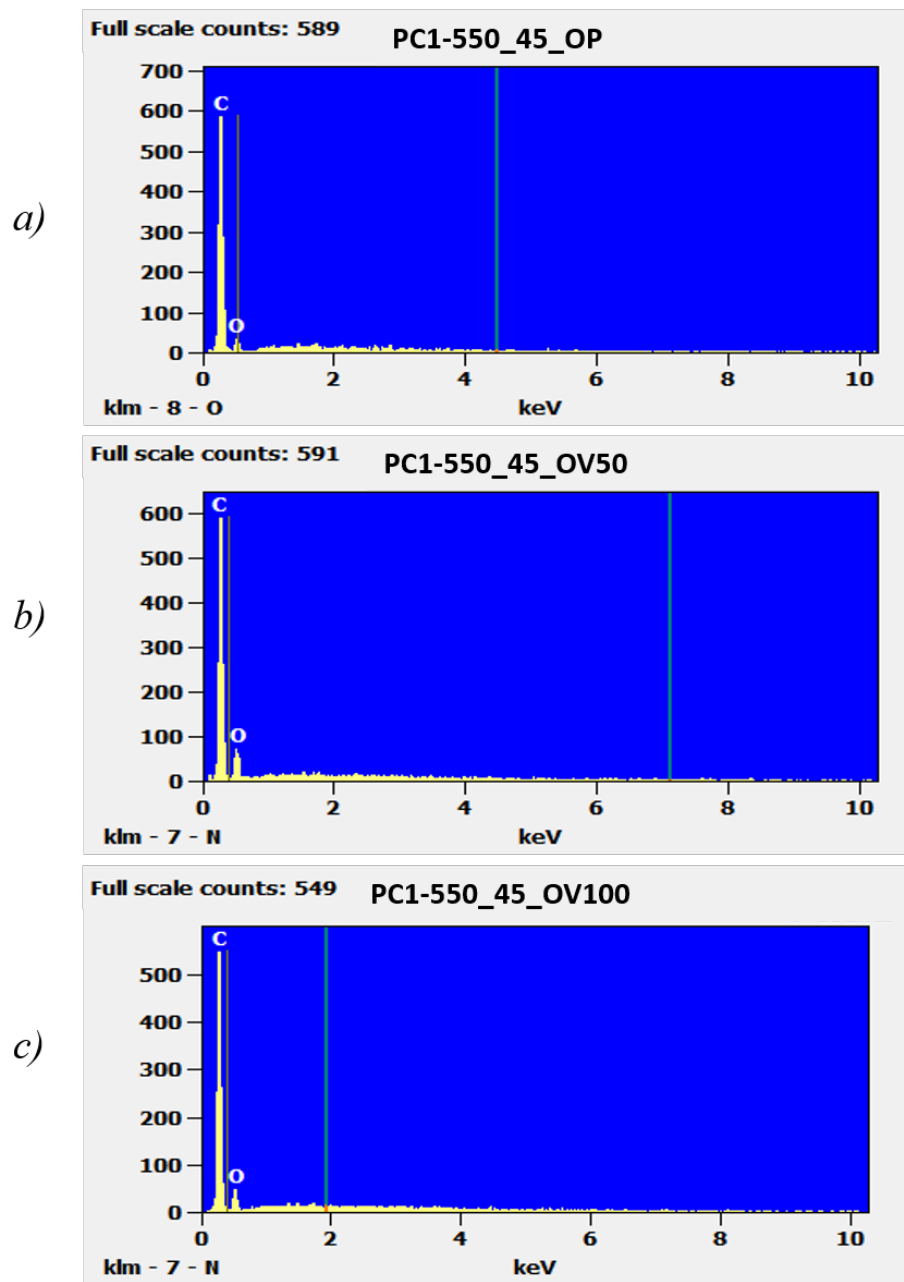 Full scale counts: 589
PC1-550_45_OP
a)
700
600
500
400
300
200
100
0
C
O
0 2 4 6 8 10
klm - 8 - O keV
Full scale counts: 591
PC1-550_45_OV50
b)
600
500
400
300
200
100
0
C
O
0 2 4 6 8 10
klm - 7 - N keV
Full scale counts: 549
PC1-550_45_OV100
c)
500
400
300
200
100
0
C
O
0 2 4 6 8 10
klm - 7 - N keV